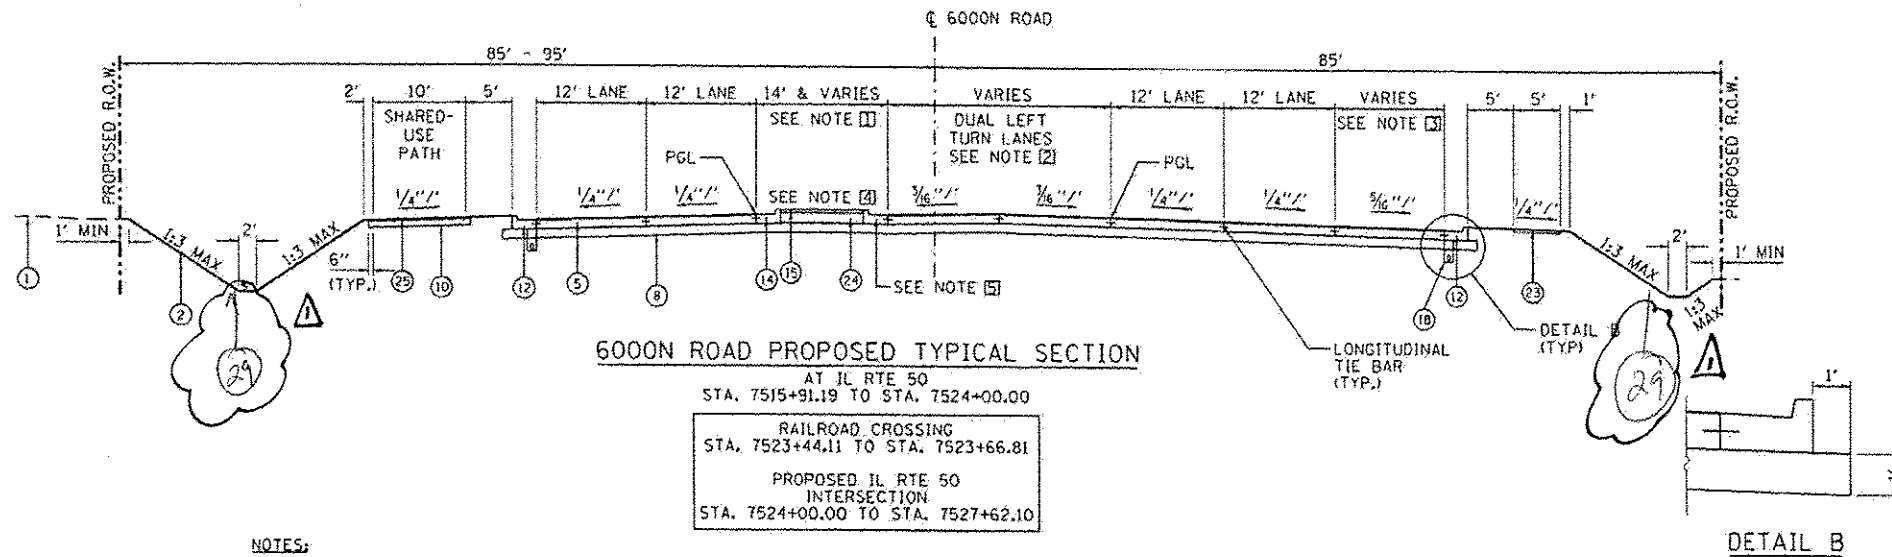 ℄ 6000N ROAD
85' - 95'
85'
PROPOSED R.O.W.
2'
10'
5'
12' LANE
12' LANE
14' & VARIES
VARIES
12' LANE
12' LANE
VARIES
5'
5'
1'
PROPOSED R.O.W.
SHARED-
USE
PATH
SEE NOTE 1
DUAL LEFT
TURN LANES
SEE NOTE 2
SEE NOTE 3
PGL
PGL
1/4"/'
1/4"/'
1/4"/'
SEE NOTE 4
3/16"/'
3/16"/'
1/4"/'
1/4"/'
5/16"/'
1/4"/'
1' MIN
1:3 MAX
2'
1:3 MAX
1:3 MAX
2'
1' MIN
1:3
MAX
6"
(TYP.)
1
2
25
10
12
5
8
14
15
24
SEE NOTE 5
18
12
23
29
1
29
1
DETAIL B
(TYP)
LONGITUDINAL
TIE BAR
(TYP.)
1'
6000N ROAD PROPOSED TYPICAL SECTION
AT IL RTE 50
STA. 7515+91.19 TO STA. 7524+00.00
RAILROAD CROSSING
STA. 7523+44.11 TO STA. 7523+66.81
PROPOSED IL RTE 50
INTERSECTION
STA. 7524+00.00 TO STA. 7527+62.10
NOTES:
DETAIL B